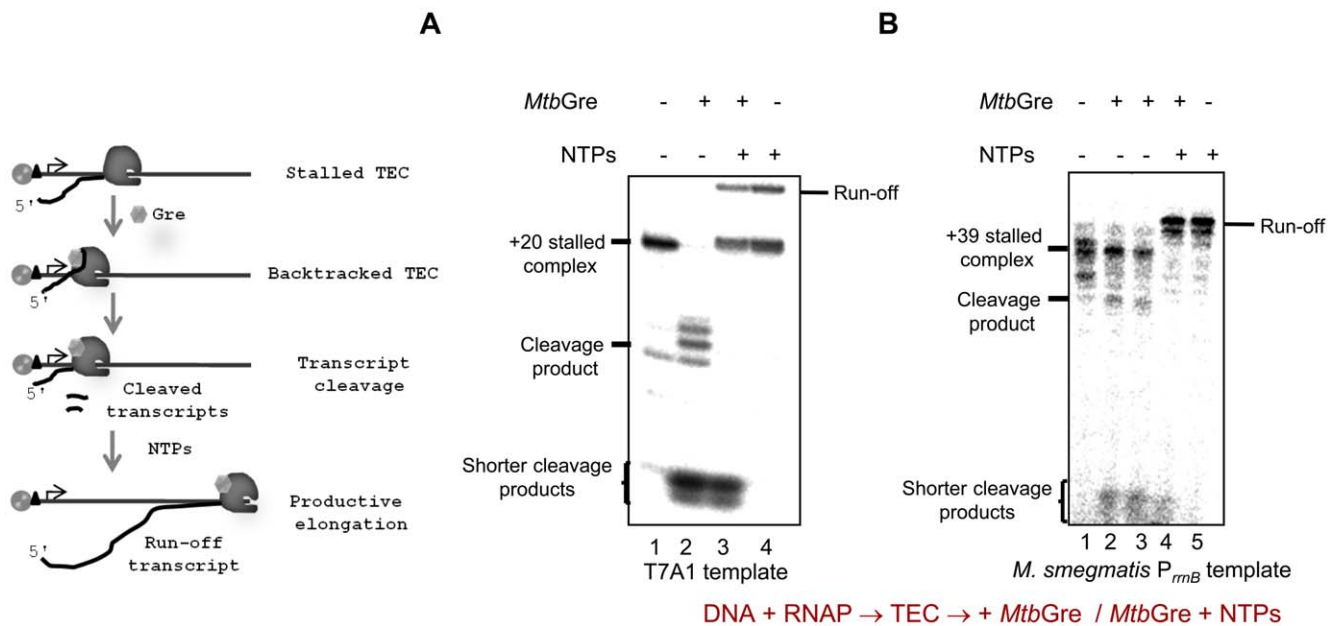 A
B
5'
Stalled TEC
Gre
5'
Backtracked TEC
5'
Transcript
cleavage
Cleaved
transcripts
NTPs
5'
Productive
elongation
Run-off
transcript
MtbGre - + + -
NTPs - - + +
Run-off
+20 stalled
complex
Cleavage
product
Shorter cleavage
products
1 2 3 4
T7A1 template
MtbGre - + + + -
NTPs - - - + +
Run-off
+39 stalled
complex
Cleavage
product
Shorter cleavage
products
1 2 3 4 5
M. smegmatis PrrnB template
DNA + RNAP → TEC → + MtbGre / MtbGre + NTPs